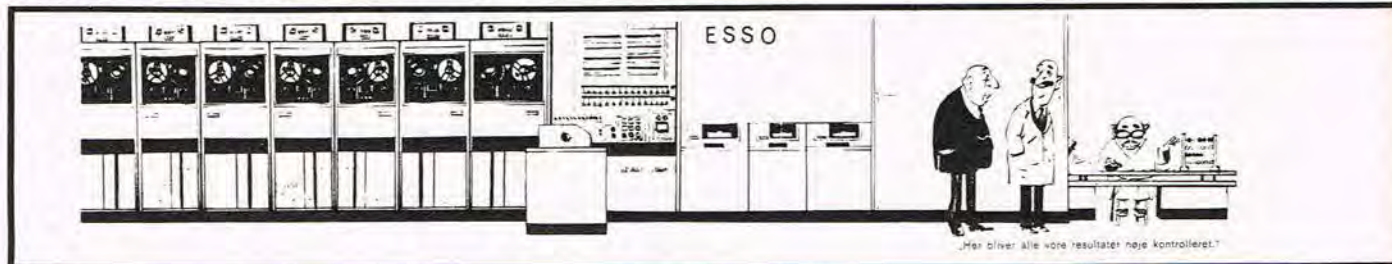 ESSO
„Her bliver alle vore resultater nøje kontrolleret.”